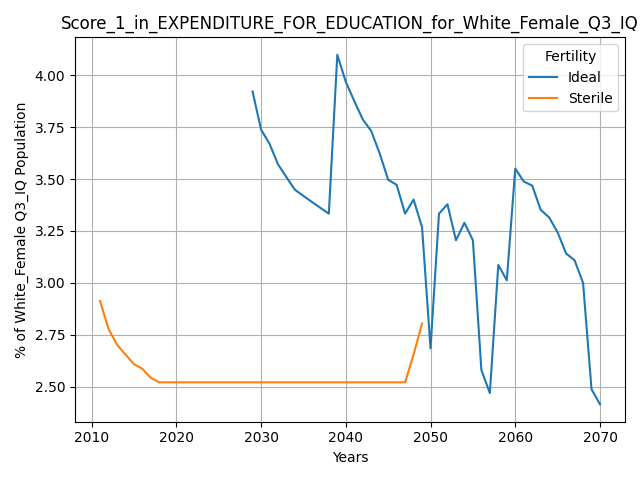 Score_1_in_EXPENDITURE_FOR_EDUCATION_for_White_Female_Q3_IQ
Fertility
Ideal
Sterile
% of White_Female Q3_IQ Population
4.00
3.75
3.50
3.25
3.00
2.75
2.50
2010 2020 2030 2040 2050 2060 2070
Years